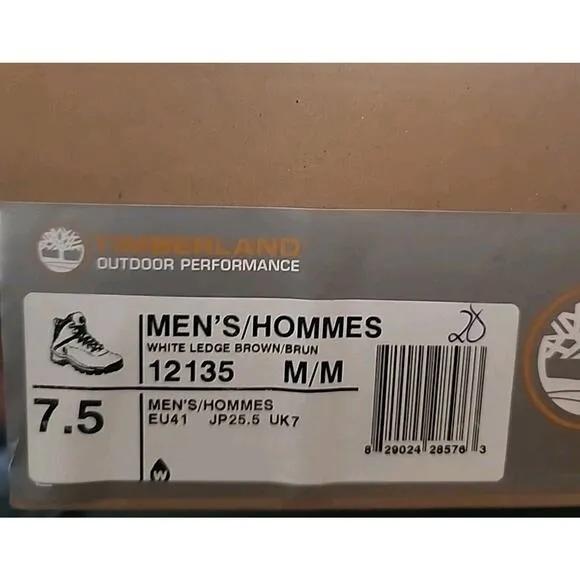 TIMBERLAND
OUTDOOR PERFORMANCE
MEN'S/HOMMES
WHITE LEDGE BROWN/BRUN
12135 M/M
7.5
MEN'S/HOMMES
EU41 JP25.5 UK7
W
8 29024 28576 3